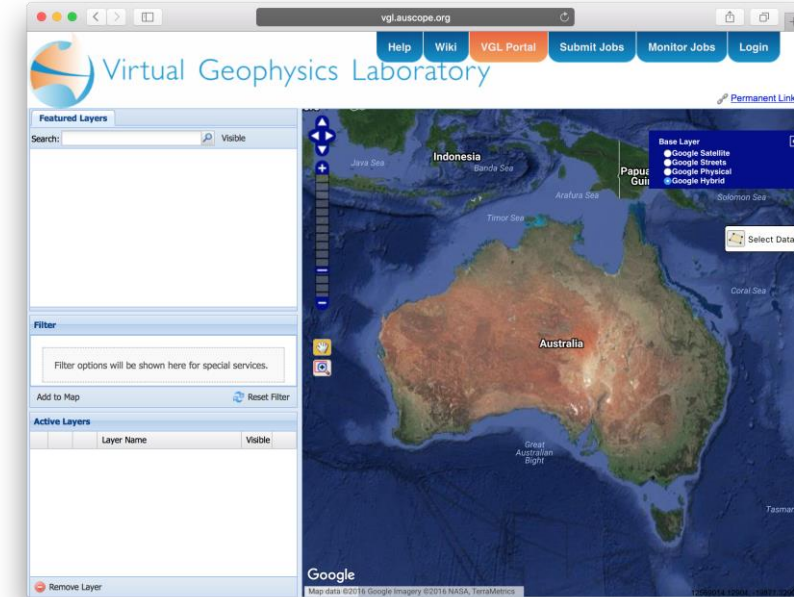 vgl.auscope.org
Help
Wiki
VGL Portal
Submit Jobs
Monitor Jobs
Login
Virtual Geophysics Laboratory
Permanent Link
Featured Layers
Search:
Visible
Filter
Filter options will be shown here for special services.
Add to Map
Reset Filter
Active Layers
Layer Name
Visible
Remove Layer
Java Sea
Indonesia
Banda Sea
Papua
Gui
Base Layer
Google Satellite
Google Streets
Google Physical
Google Hybrid
Arafura Sea
Solomon Sea
Timor Sea
Select Data
Coral Sea
Australia
Great
Australian
Bight
Tasman
Google
Map data ©2016 Google Imagery ©2016 NASA, TerraMetrics